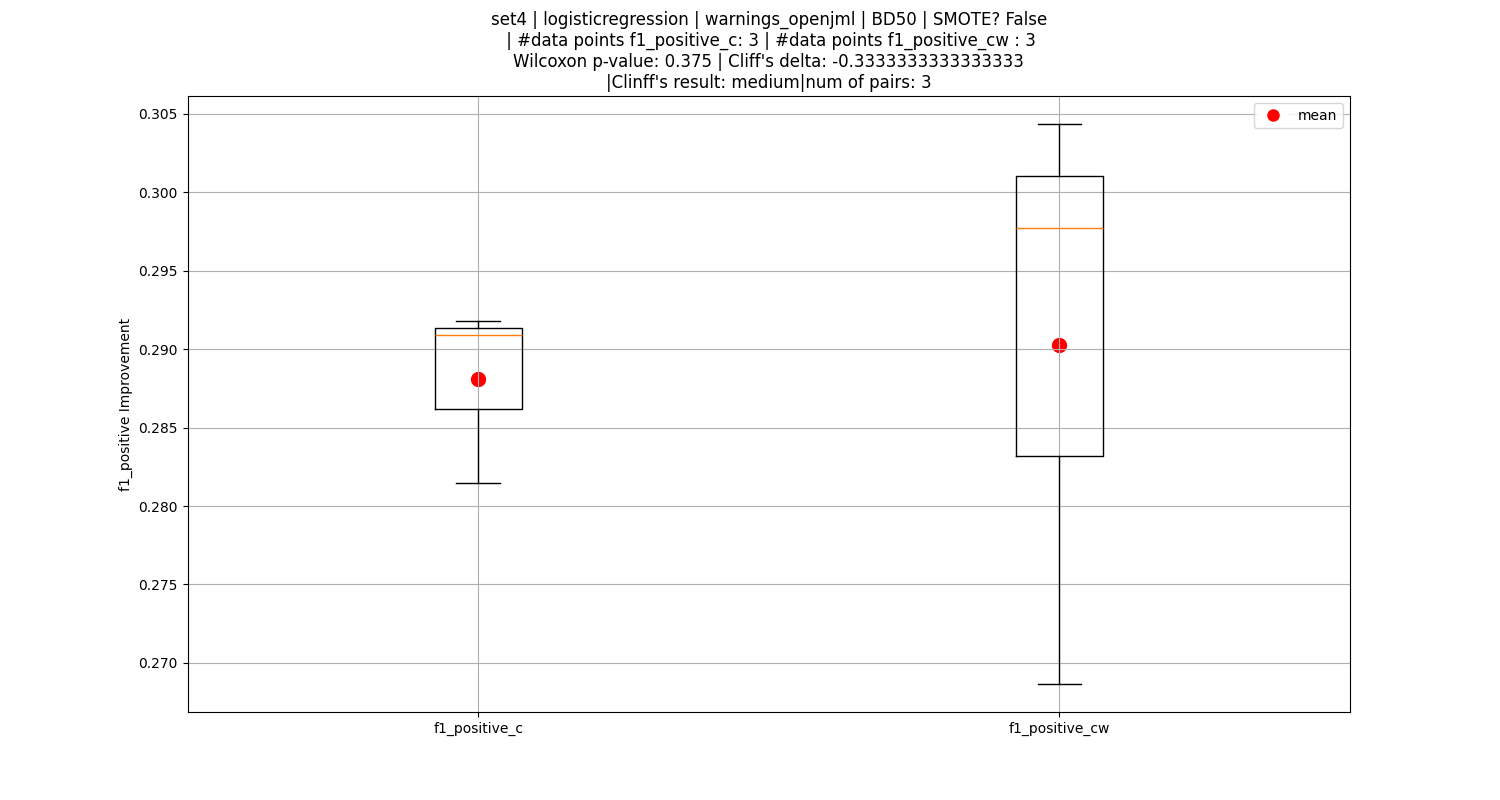 set4 | logisticregression | warnings_openjml | BD50 | SMOTE? False
| #data points f1_positive_c: 3 | #data points f1_positive_cw : 3
Wilcoxon p-value: 0.375 | Cliff's delta: -0.3333333333333333
|Clinff's result: medium|num of pairs: 3
mean
0.305
0.300
0.295
0.290
0.285
0.280
0.275
0.270
f1_positive Improvement
f1_positive_c
f1_positive_cw